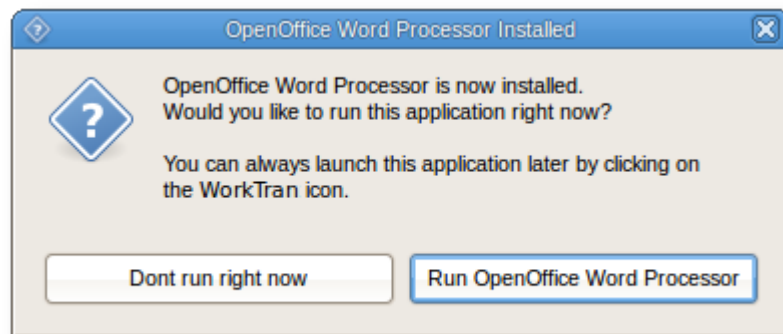 OpenOffice Word Processor Installed
OpenOffice Word Processor is now installed.
Would you like to run this application right now?
You can always launch this application later by clicking on
the WorkTran icon.
Dont run right now
Run OpenOffice Word Processor